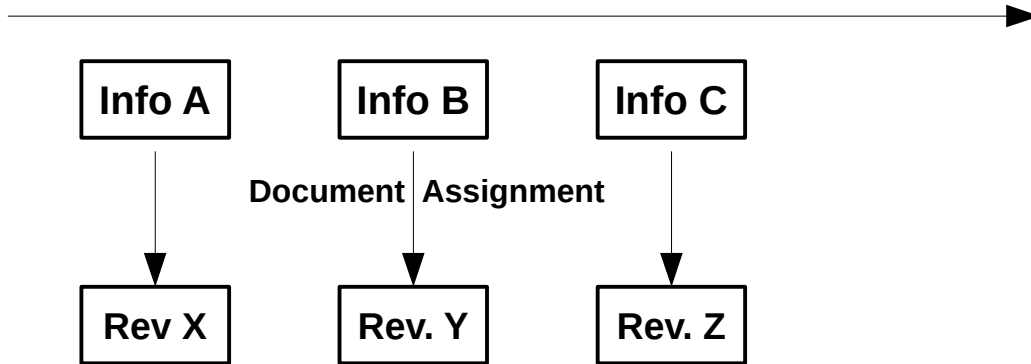 Info A
Info B
Info C
Document Assignment
Rev X
Rev. Y
Rev. Z